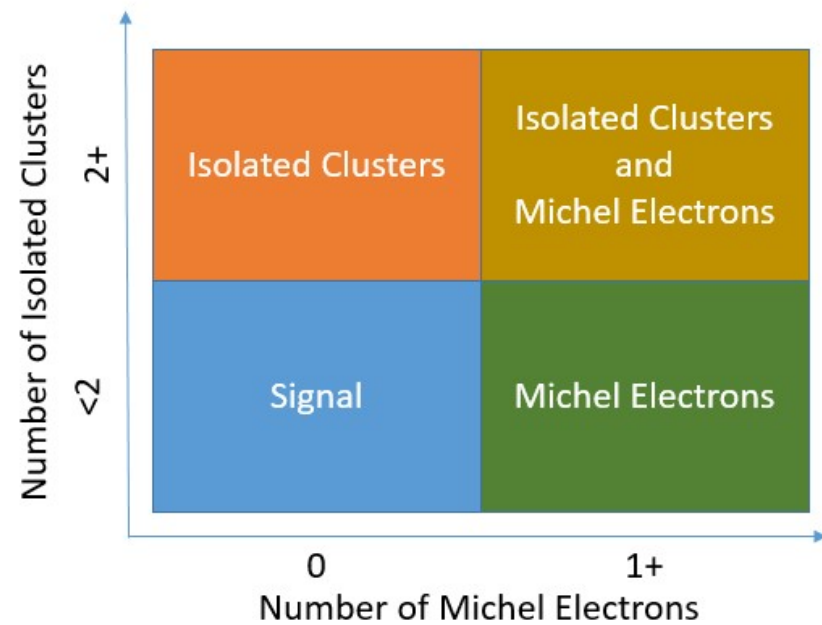 Number of Isolated Clusters
2+
<2
Isolated Clusters
Isolated Clusters
and
Michel Electrons
Signal
Michel Electrons
0
1+
Number of Michel Electrons